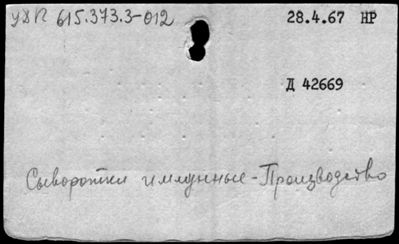 УДК 615.373.3-012 28.4.67 НР
Д 42669
Сыворотки иммунные-Производство